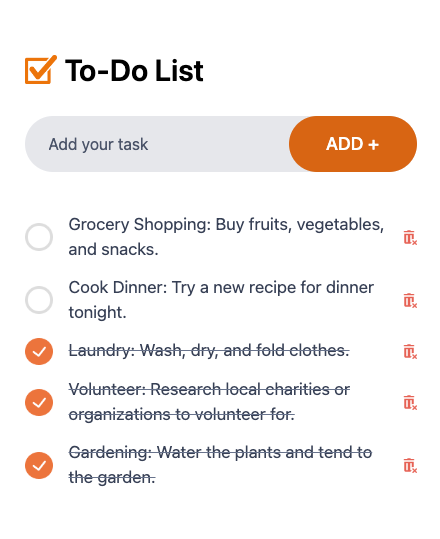 To-Do List
Add your task
ADD +
Grocery Shopping: Buy fruits, vegetables,
and snacks.
Cook Dinner: Try a new recipe for dinner
tonight.
Laundry: Wash, dry, and fold clothes.
Volunteer: Research local charities or
organizations to volunteer for.
Gardening: Water the plants and tend to
the garden.